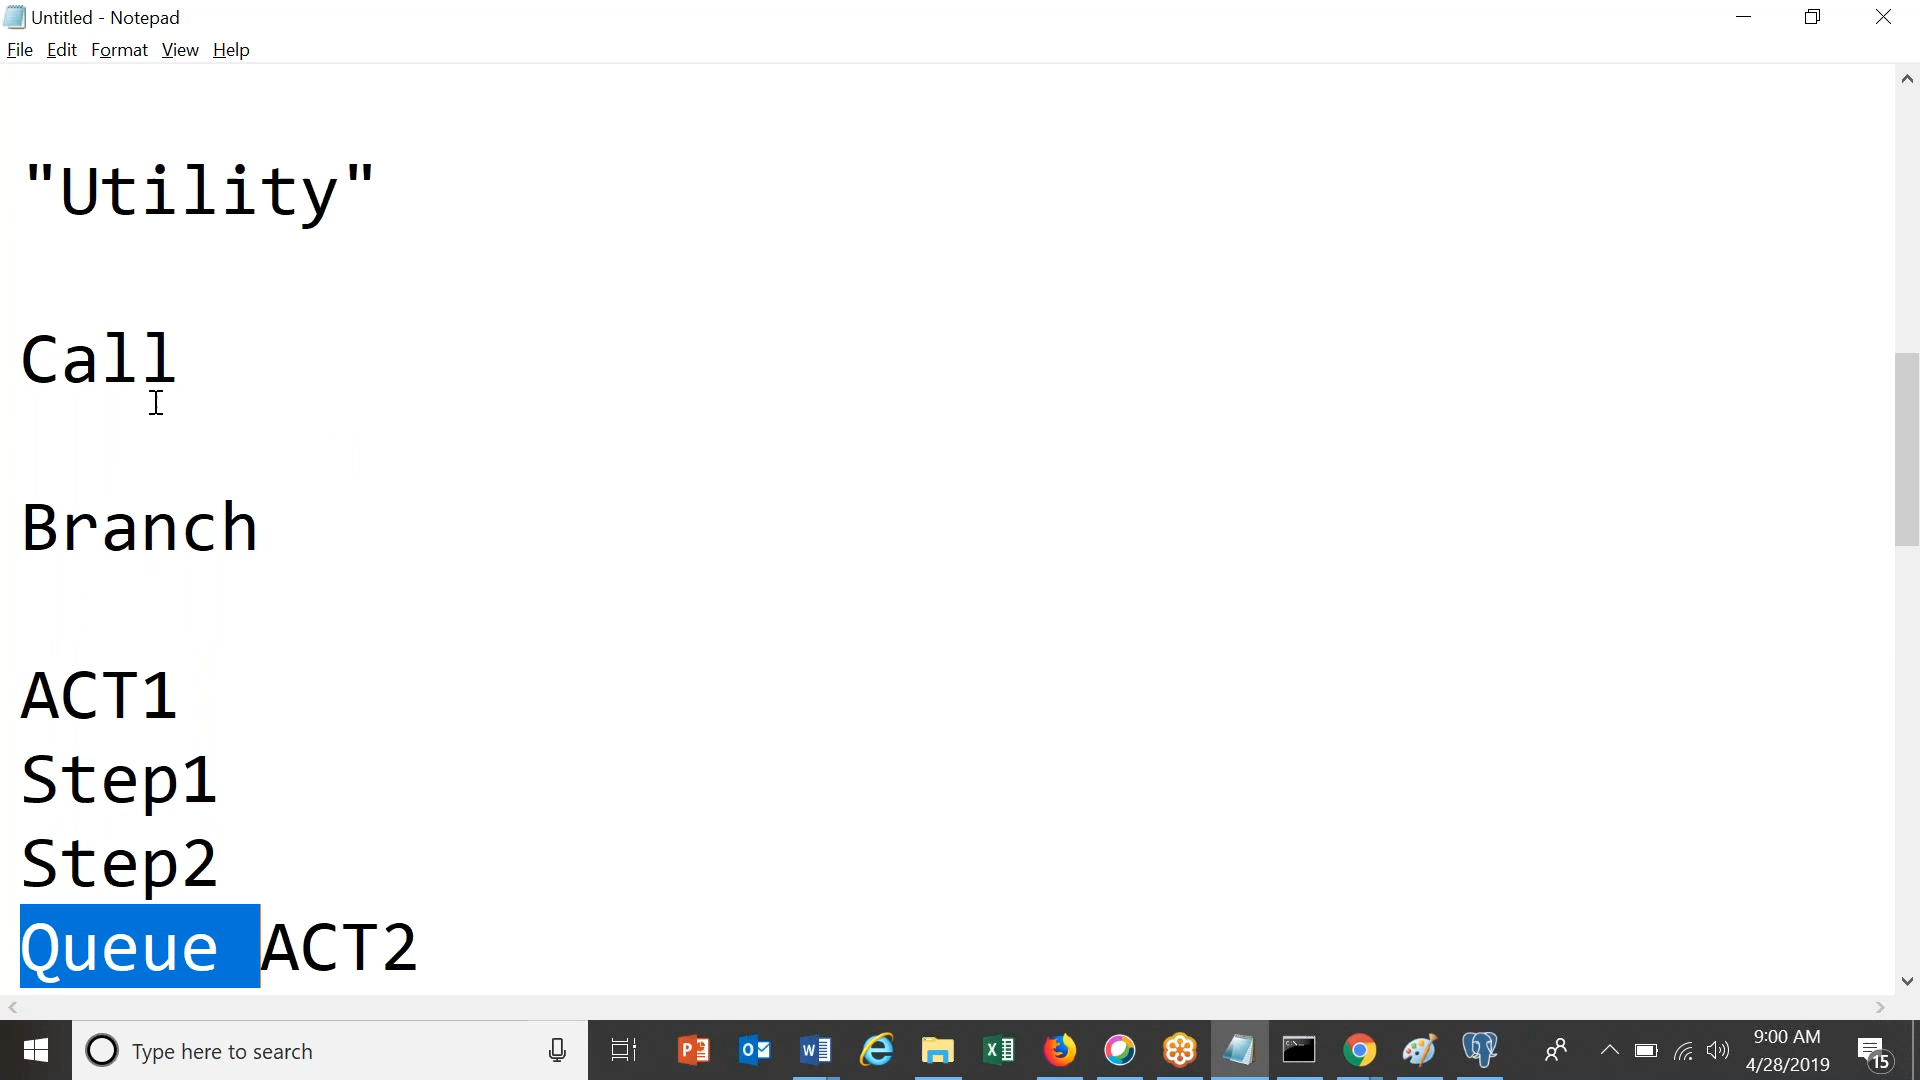 Untitled - Notepad
File Edit Format View Help
"Utility"
Call
Branch
ACT1
Step1
Step2
Queue ACT2
Type here to search
9:00 AM
4/28/2019
15